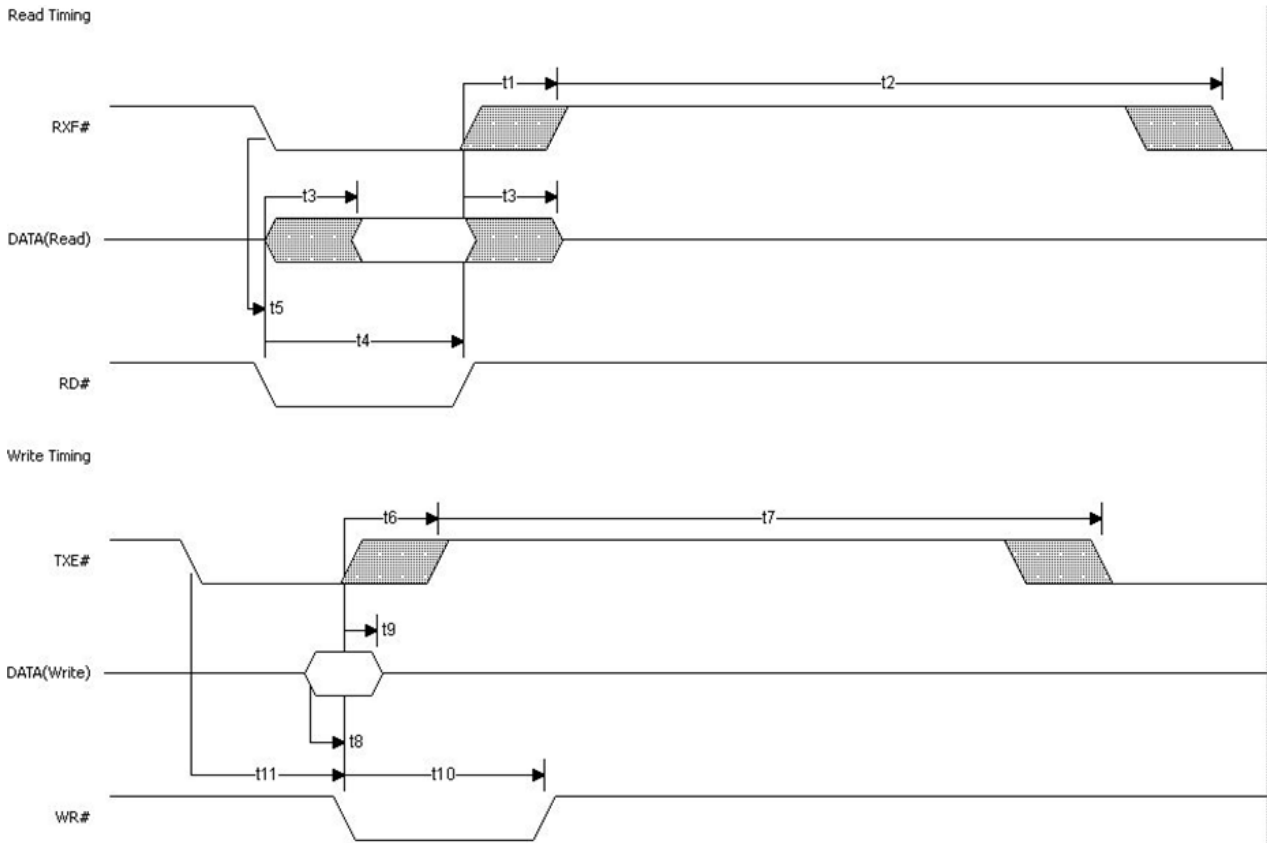 Read Timing
t1
t2
RXF#
t3
t3
DATA(Read)
t5
t4
RD#
Write Timing
t6
t7
TXE#
t9
DATA(Write)
t8
t11
t10
WR#